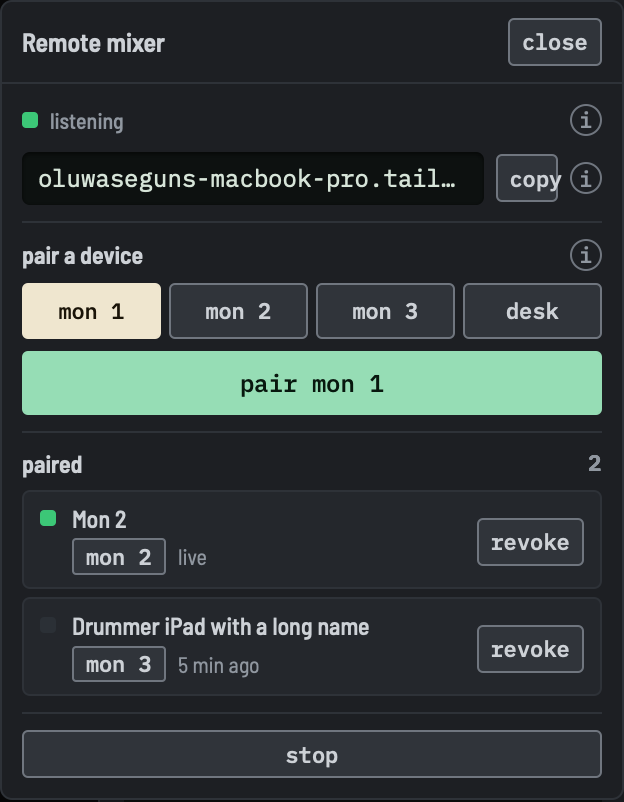 Remote mixer close
listening i
oluwaseguns-macbook-pro.tail… copy i
pair a device i
mon 1 mon 2 mon 3 desk
pair mon 1
paired 2
Mon 2
mon 2 live
revoke
Drummer iPad with a long name
mon 3 5 min ago
revoke
stop